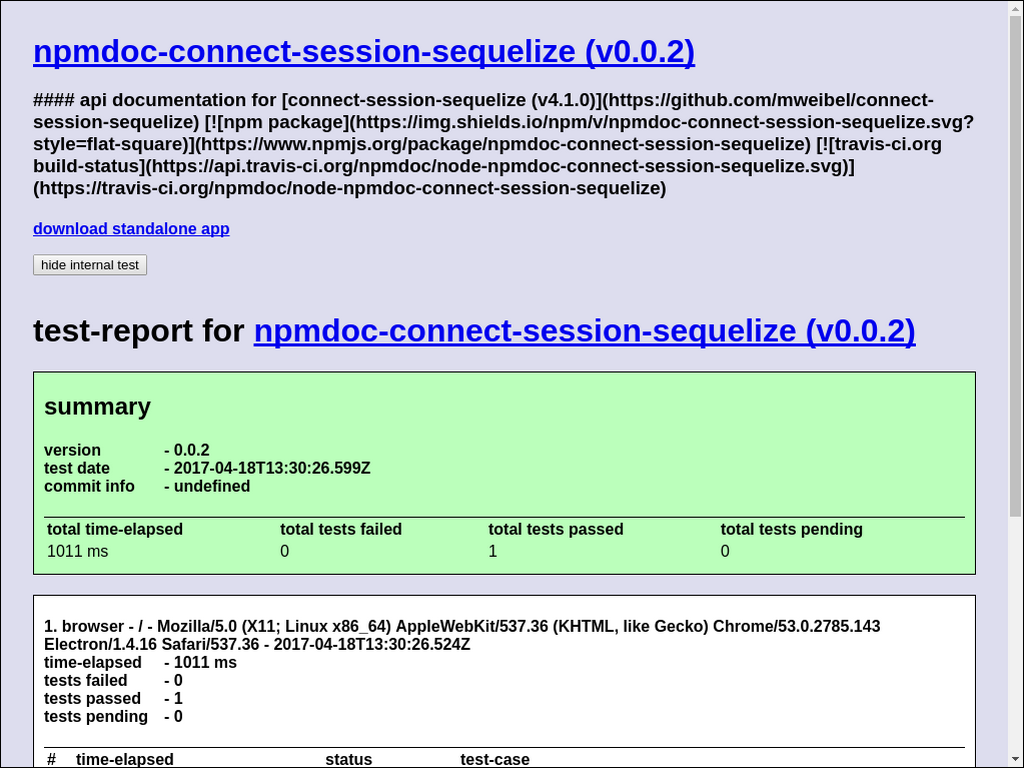 npmdoc-connect-session-sequelize (v0.0.2)
#### api documentation for [connect-session-sequelize (v4.1.0)](https://github.com/mweibel/connect-
session-sequelize) [![npm package](https://img.shields.io/npm/v/npmdoc-connect-session-sequelize.svg?
style=flat-square)](https://www.npmjs.org/package/npmdoc-connect-session-sequelize) [![travis-ci.org
build-status](https://api.travis-ci.org/npmdoc/node-npmdoc-connect-session-sequelize.svg)]
(https://travis-ci.org/npmdoc/node-npmdoc-connect-session-sequelize)
download standalone app
hide internal test
test-report for npmdoc-connect-session-sequelize (v0.0.2)
summary
version - 0.0.2
test date - 2017-04-18T13:30:26.599Z
commit info - undefined
total time-elapsed total tests failed total tests passed total tests pending
1011 ms 0 1 0
1. browser - / - Mozilla/5.0 (X11; Linux x86_64) AppleWebKit/537.36 (KHTML, like Gecko) Chrome/53.0.2785.143
Electron/1.4.16 Safari/537.36 - 2017-04-18T13:30:26.524Z
time-elapsed - 1011 ms
tests failed - 0
tests passed - 1
tests pending - 0
# time-elapsed status test-case